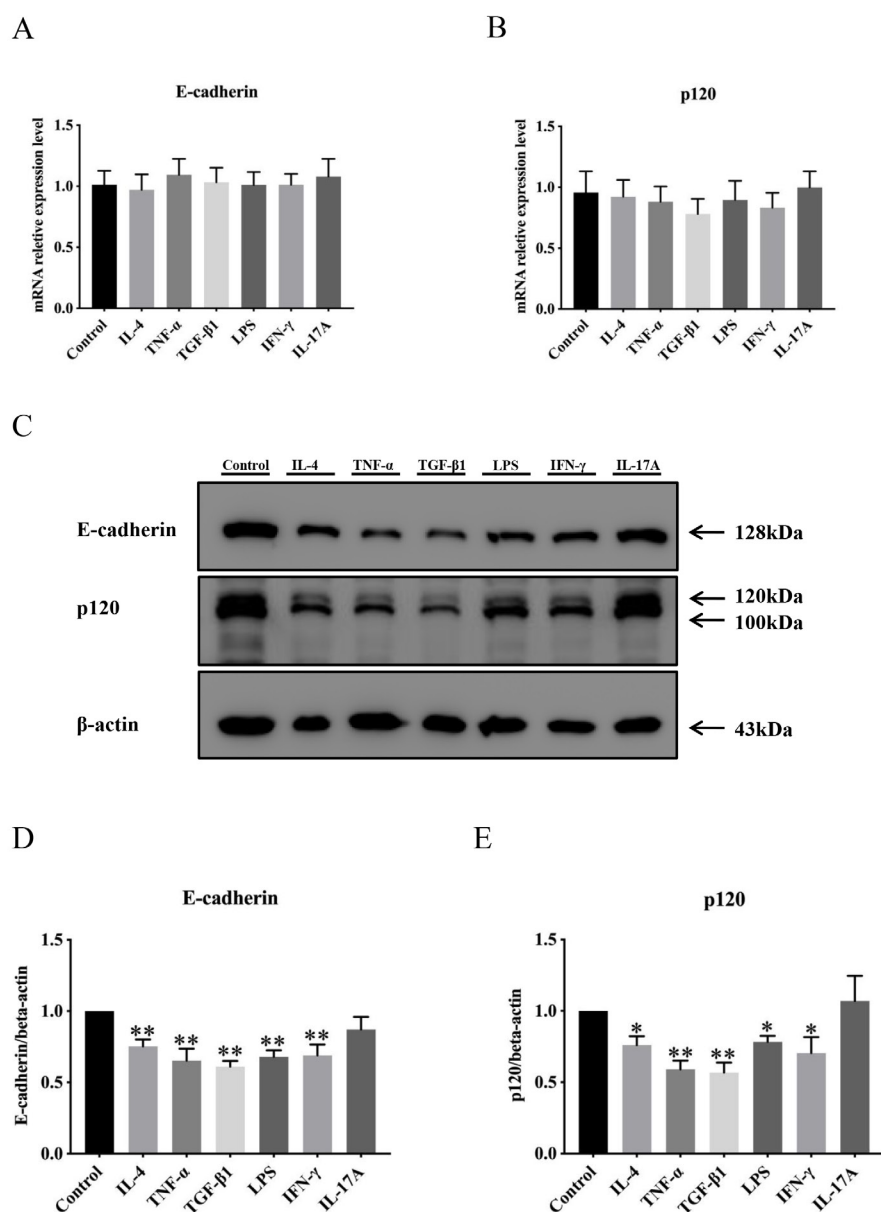 A
E-cadherin
mRNA reletive expression level
1.5
1.0
0.5
0.0
Control
IL-4
TNF-α
TGF-β1
LPS
IFN-γ
IL-17A
B
p120
mRNA reletive expression level
1.5
1.0
0.5
0.0
Control
IL-4
TNF-α
TGF-β1
LPS
IFN-γ
IL-17A
C
Control IL-4 TNF-α TGF-β1 LPS IFN-γ IL-17A
E-cadherin 128kDa
p120 120kDa
100kDa
β-actin 43kDa
D
E-cadherin
E-cadherin/beta-actin
1.5
1.0
0.5
0.0
** ** ** ** **
Control
IL-4
TNF-α
TGF-β1
LPS
IFN-γ
IL-17A
E
p120
p120/beta-actin
1.5
1.0
0.5
0.0
* ** ** * *
Control
IL-4
TNF-α
TGF-β1
LPS
IFN-γ
IL-17A